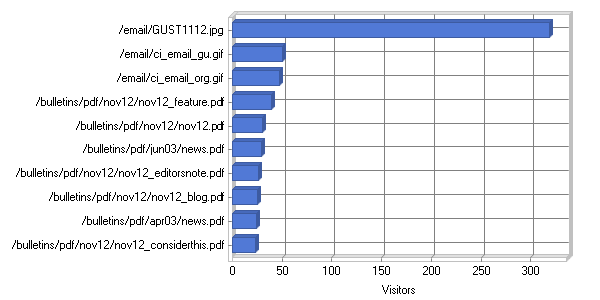 /email/GUST1112.jpg
/email/ci_email_gu.gif
/email/ci_email_org.gif
/bulletins/pdf/nov12/nov12_feature.pdf
/bulletins/pdf/nov12/nov12.pdf
/bulletins/pdf/jun03/news.pdf
/bulletins/pdf/nov12/nov12_editorsnote.pdf
/bulletins/pdf/nov12/nov12_blog.pdf
/bulletins/pdf/apr03/news.pdf
/bulletins/pdf/nov12/nov12_considerthis.pdf
0 50 100 150 200 250 300
Visitors